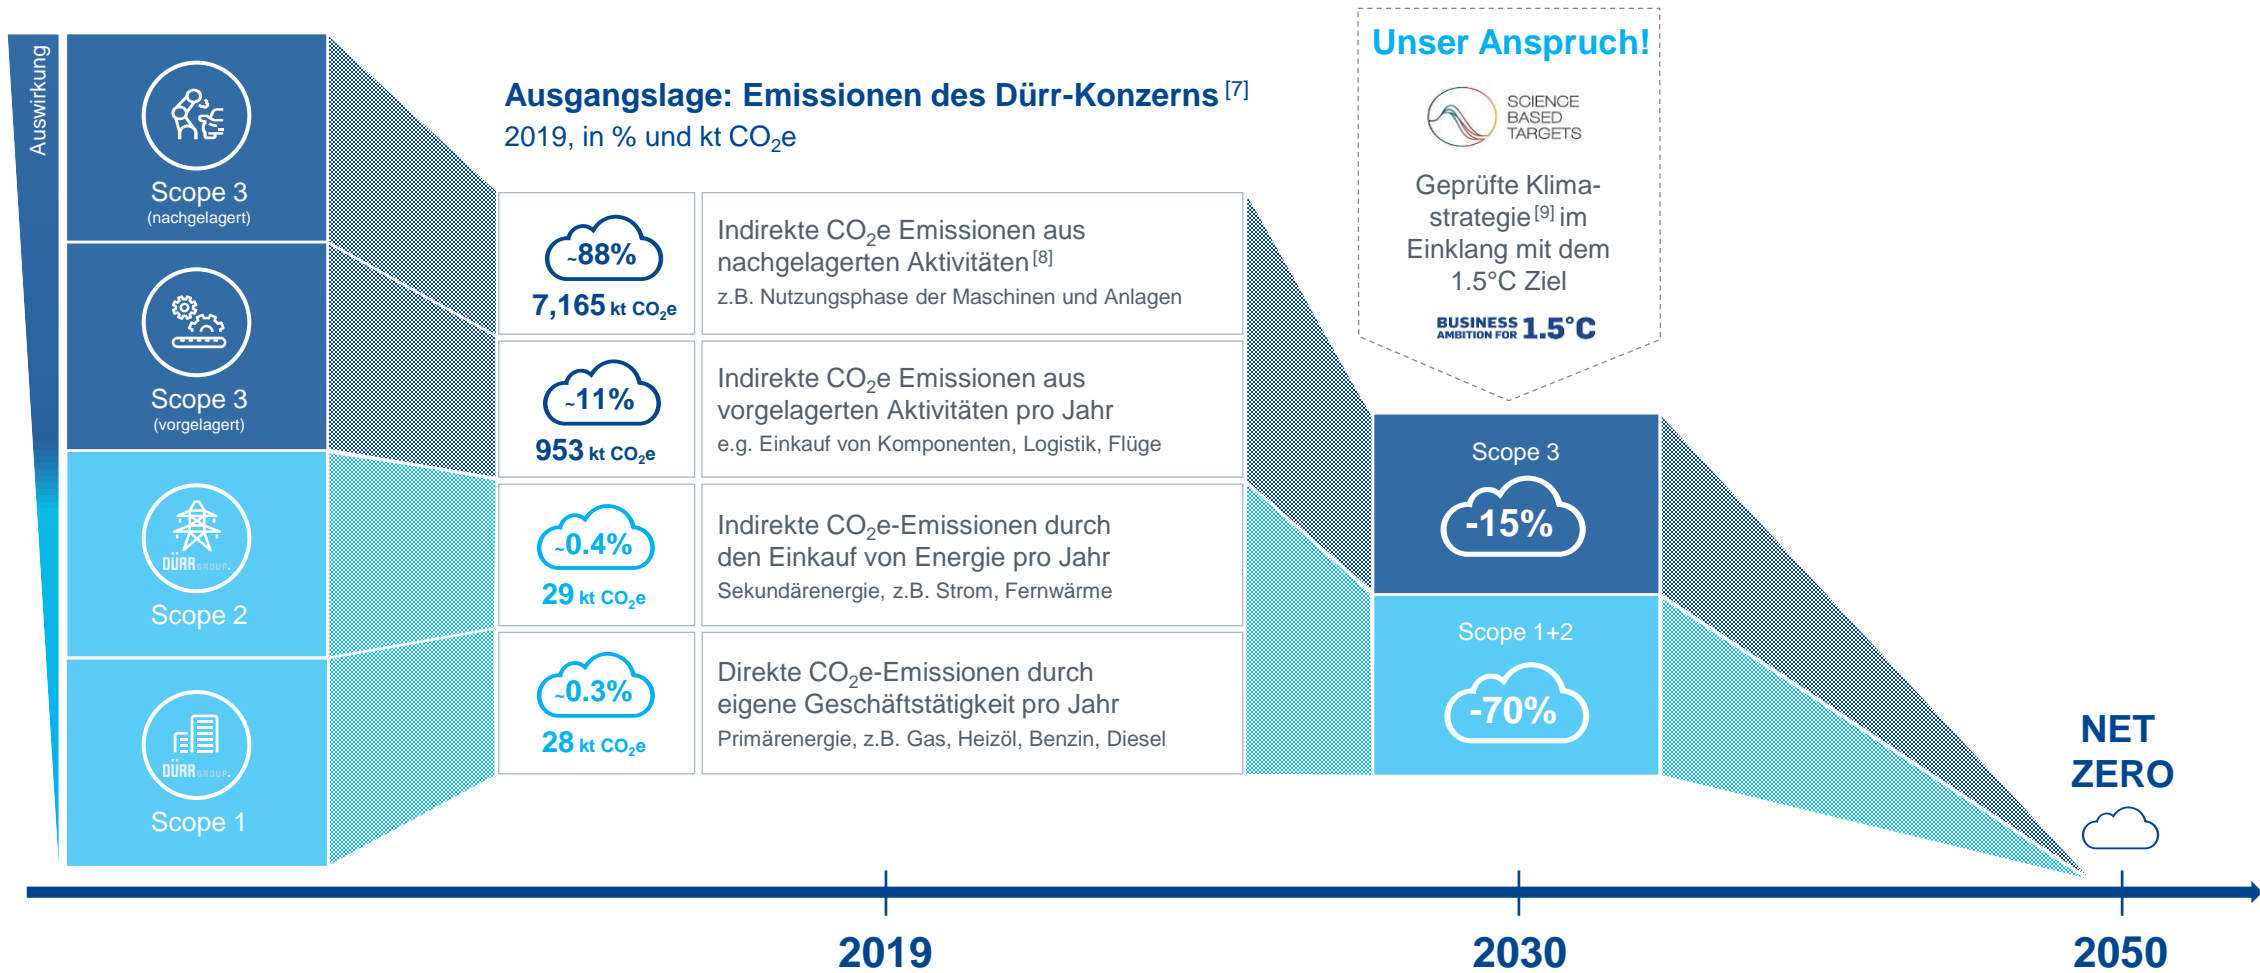 Auswirkung
Scope 3
(nachgelagert)
Scope 3
(vorgelagert)
DÜRR GROUP.
Scope 2
DÜRR GROUP.
Scope 1
Ausgangslage: Emissionen des Dürr-Konzerns [7]
2019, in % und kt CO₂e
~88%
7,165 kt CO₂e
Indirekte CO₂e Emissionen aus
nachgelagerten Aktivitäten [8]
z.B. Nutzungsphase der Maschinen und Anlagen
~11%
953 kt CO₂e
Indirekte CO₂e Emissionen aus
vorgelagerten Aktivitäten pro Jahr
e.g. Einkauf von Komponenten, Logistik, Flüge
~0.4%
29 kt CO₂e
Indirekte CO₂e-Emissionen durch
den Einkauf von Energie pro Jahr
Sekundärenergie, z.B. Strom, Fernwärme
~0.3%
28 kt CO₂e
Direkte CO₂e-Emissionen durch
eigene Geschäftstätigkeit pro Jahr
Primärenergie, z.B. Gas, Heizöl, Benzin, Diesel
Unser Anspruch!
SCIENCE
BASED
TARGETS
Geprüfte Klima-
strategie [9] im
Einklang mit dem
1.5°C Ziel
BUSINESS
AMBITION FOR 1.5°C
Scope 3
-15%
Scope 1+2
-70%
NET
ZERO
2019
2030
2050